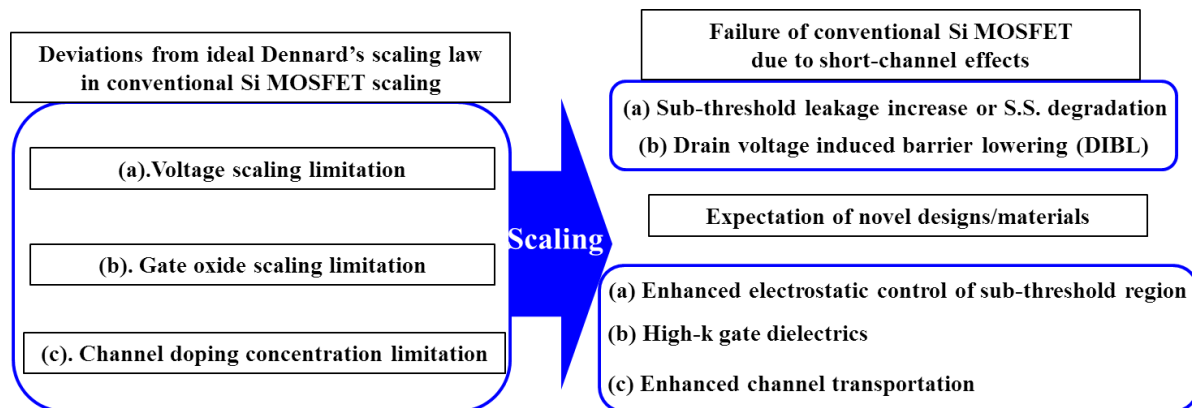 Deviations from ideal Dennard’s scaling law
in conventional Si MOSFET scaling
(a).Voltage scaling limitation
(b). Gate oxide scaling limitation
(c). Channel doping concentration limitation
Scaling
Failure of conventional Si MOSFET
due to short-channel effects
(a) Sub-threshold leakage increase or S.S. degradation
(b) Drain voltage induced barrier lowering (DIBL)
Expectation of novel designs/materials
(a) Enhanced electrostatic control of sub-threshold region
(b) High-k gate dielectrics
(c) Enhanced channel transportation